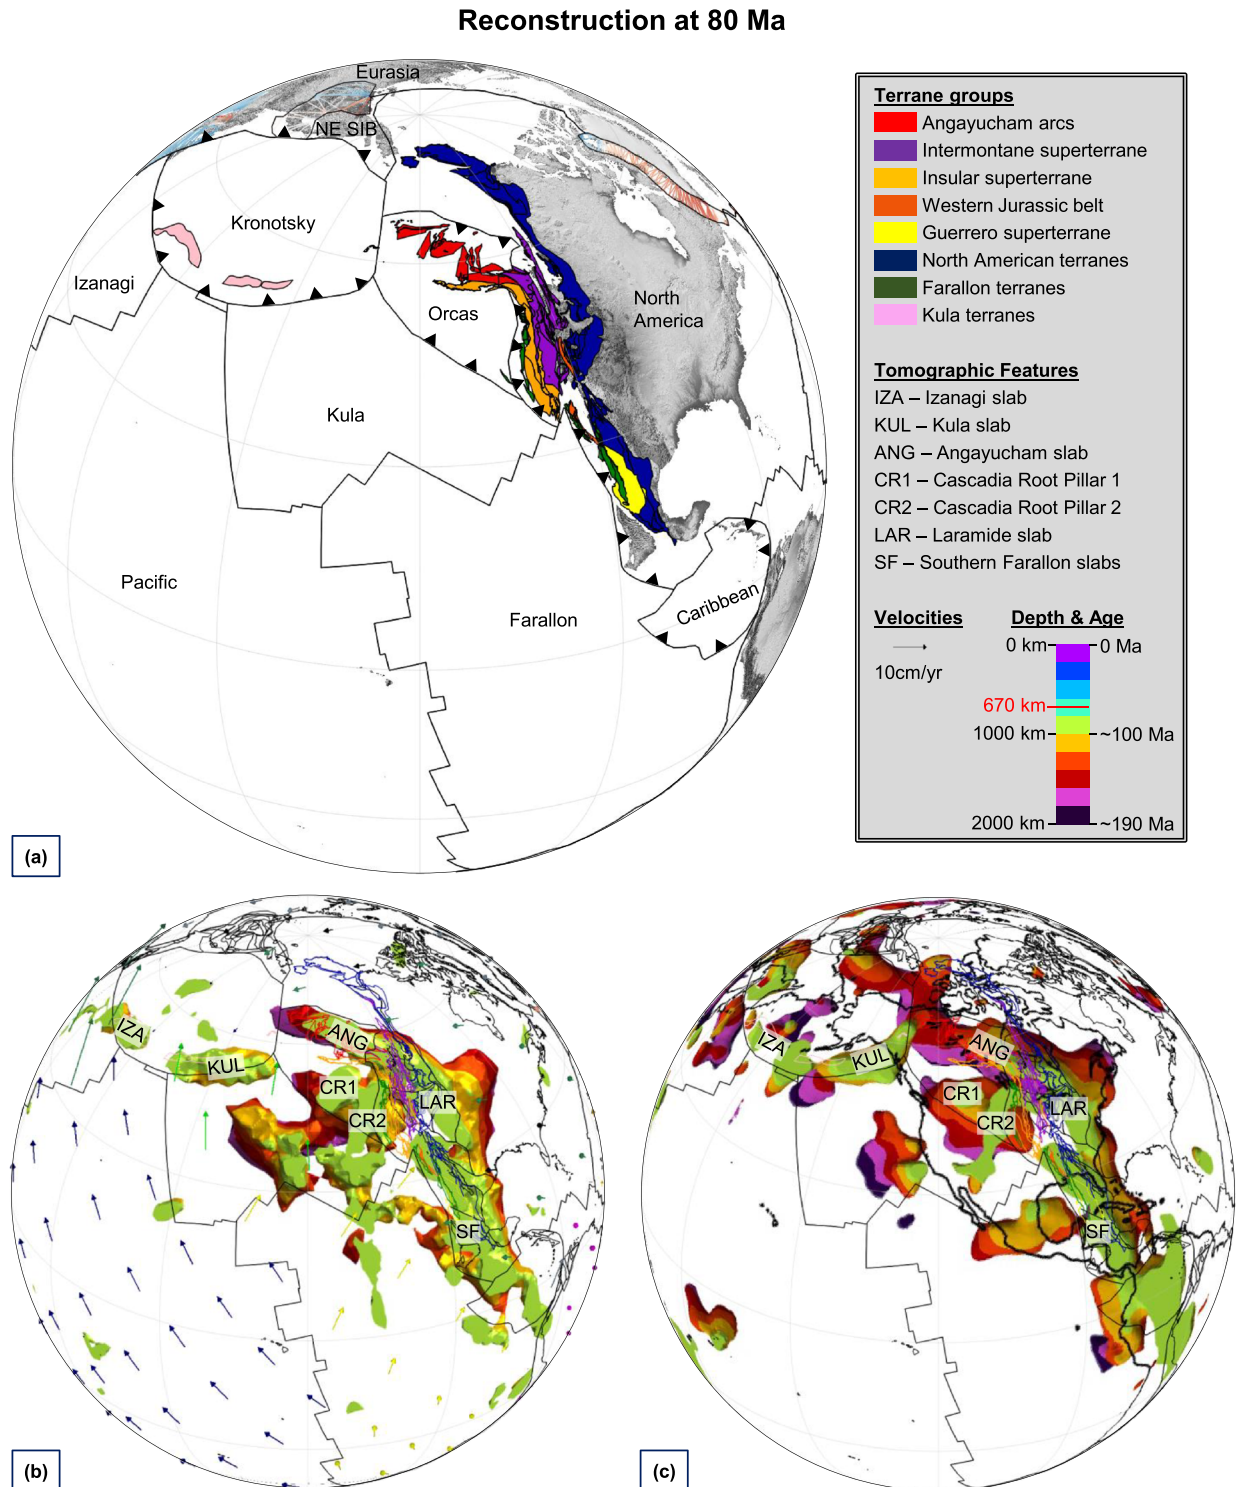 Reconstruction at 80 Ma
Eurasia
NE SIB
Kronotsky
Izanagi
Orcas
North
America
Kula
Pacific
Farallon
Caribbean
(a)
Terrane groups
Angayucham arcs
Intermontane superterrane
Insular superterrane
Western Jurassic belt
Guerrero superterrane
North American terranes
Farallon terranes
Kula terranes
Tomographic Features
IZA – Izanagi slab
KUL – Kula slab
ANG – Angayucham slab
CR1 – Cascadia Root Pillar 1
CR2 – Cascadia Root Pillar 2
LAR – Laramide slab
SF – Southern Farallon slabs
Velocities
10cm/yr
Depth & Age
0 km 0 Ma
670 km
1000 km ~100 Ma
2000 km ~190 Ma
IZA
KUL
ANG
CR1
CR2
LAR
SF
(b)
IZA
KUL
ANG
CR1
CR2
LAR
SF
(c)